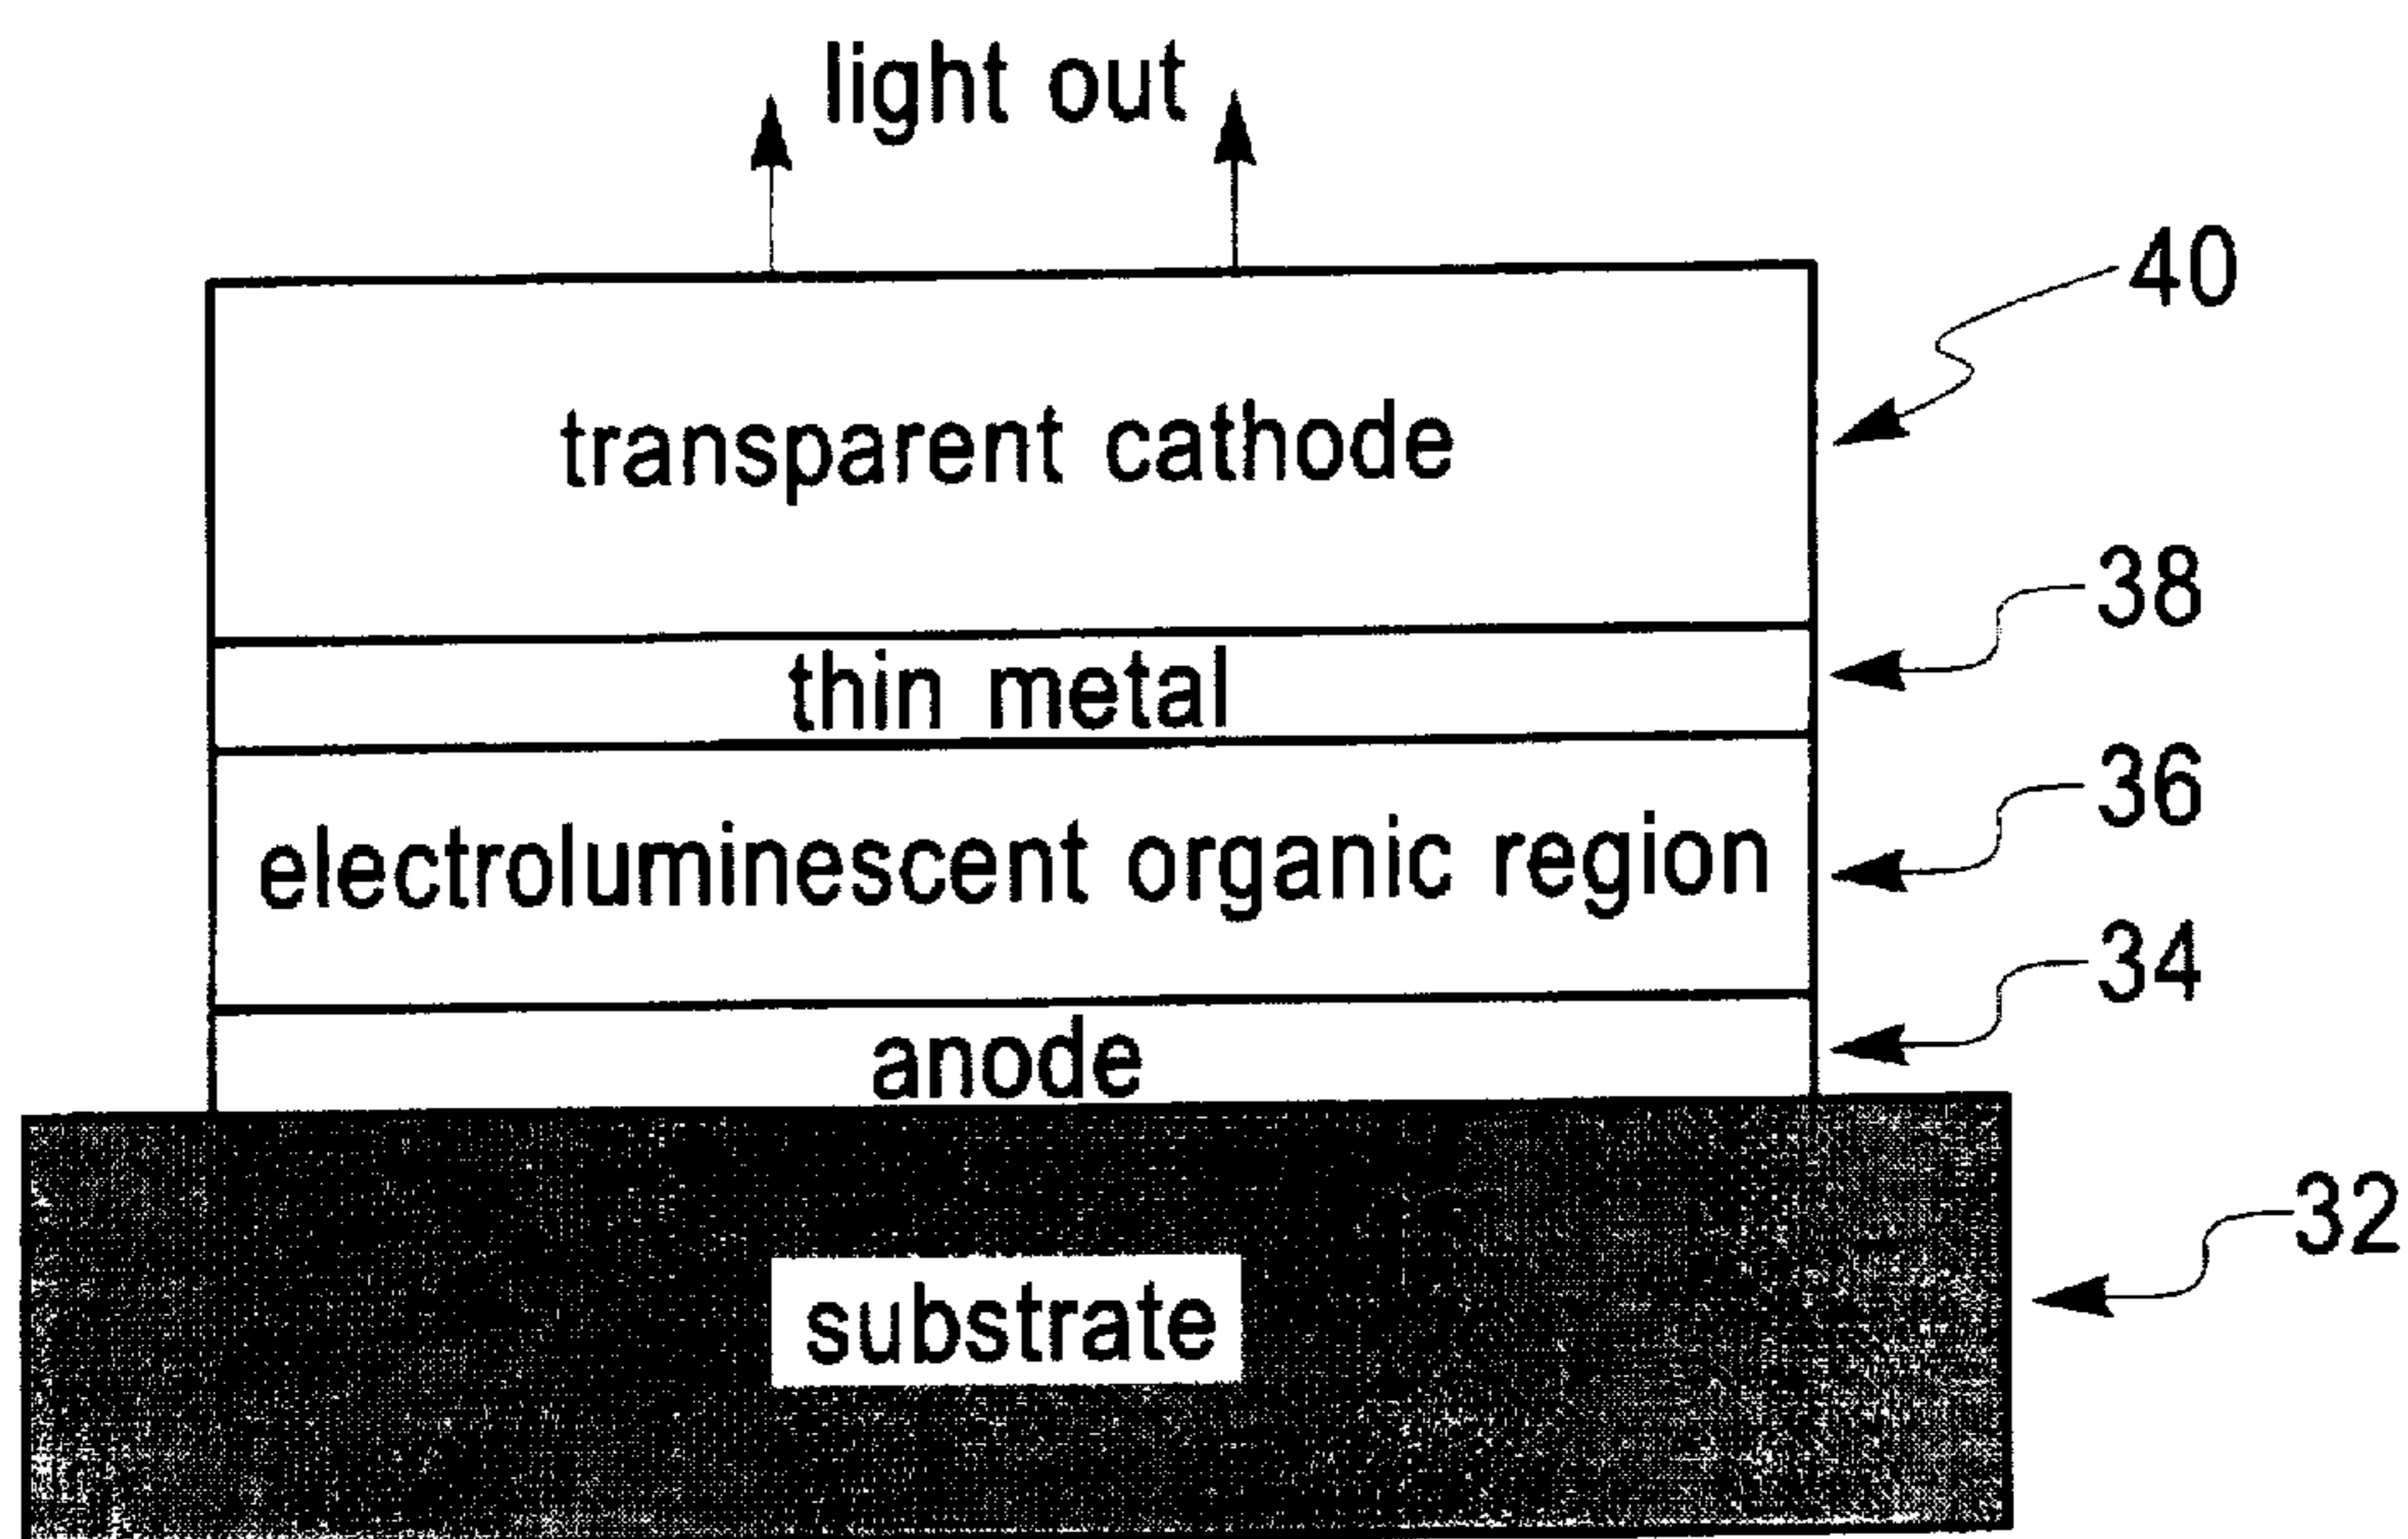 light out
40
transparent cathode
38
thin metal
36
electroluminescent organic region
34
anode
32
substrate